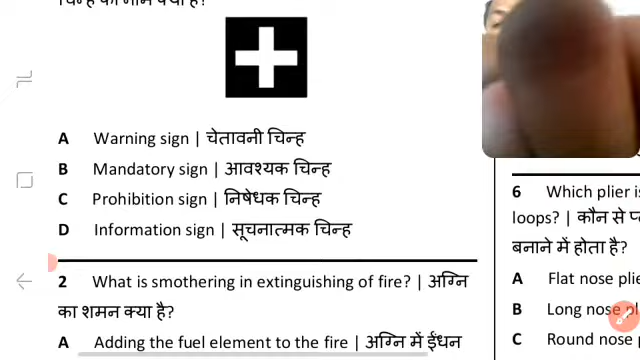 चिन्ह का नाम क्या है?
A Warning sign | चेतावनी चिन्ह
B Mandatory sign | आवश्यक चिन्ह
C Prohibition sign | निषेधक चिन्ह
D Information sign | सूचनात्मक चिन्ह
2 What is smothering in extinguishing of fire? | अग्नि
का शमन क्या है?
A Adding the fuel element to the fire | अग्नि में ईंधन
6 Which plier
loops? | कौन से
बनाने में होता है?
A Flat nose
B Long nose
C Round nose